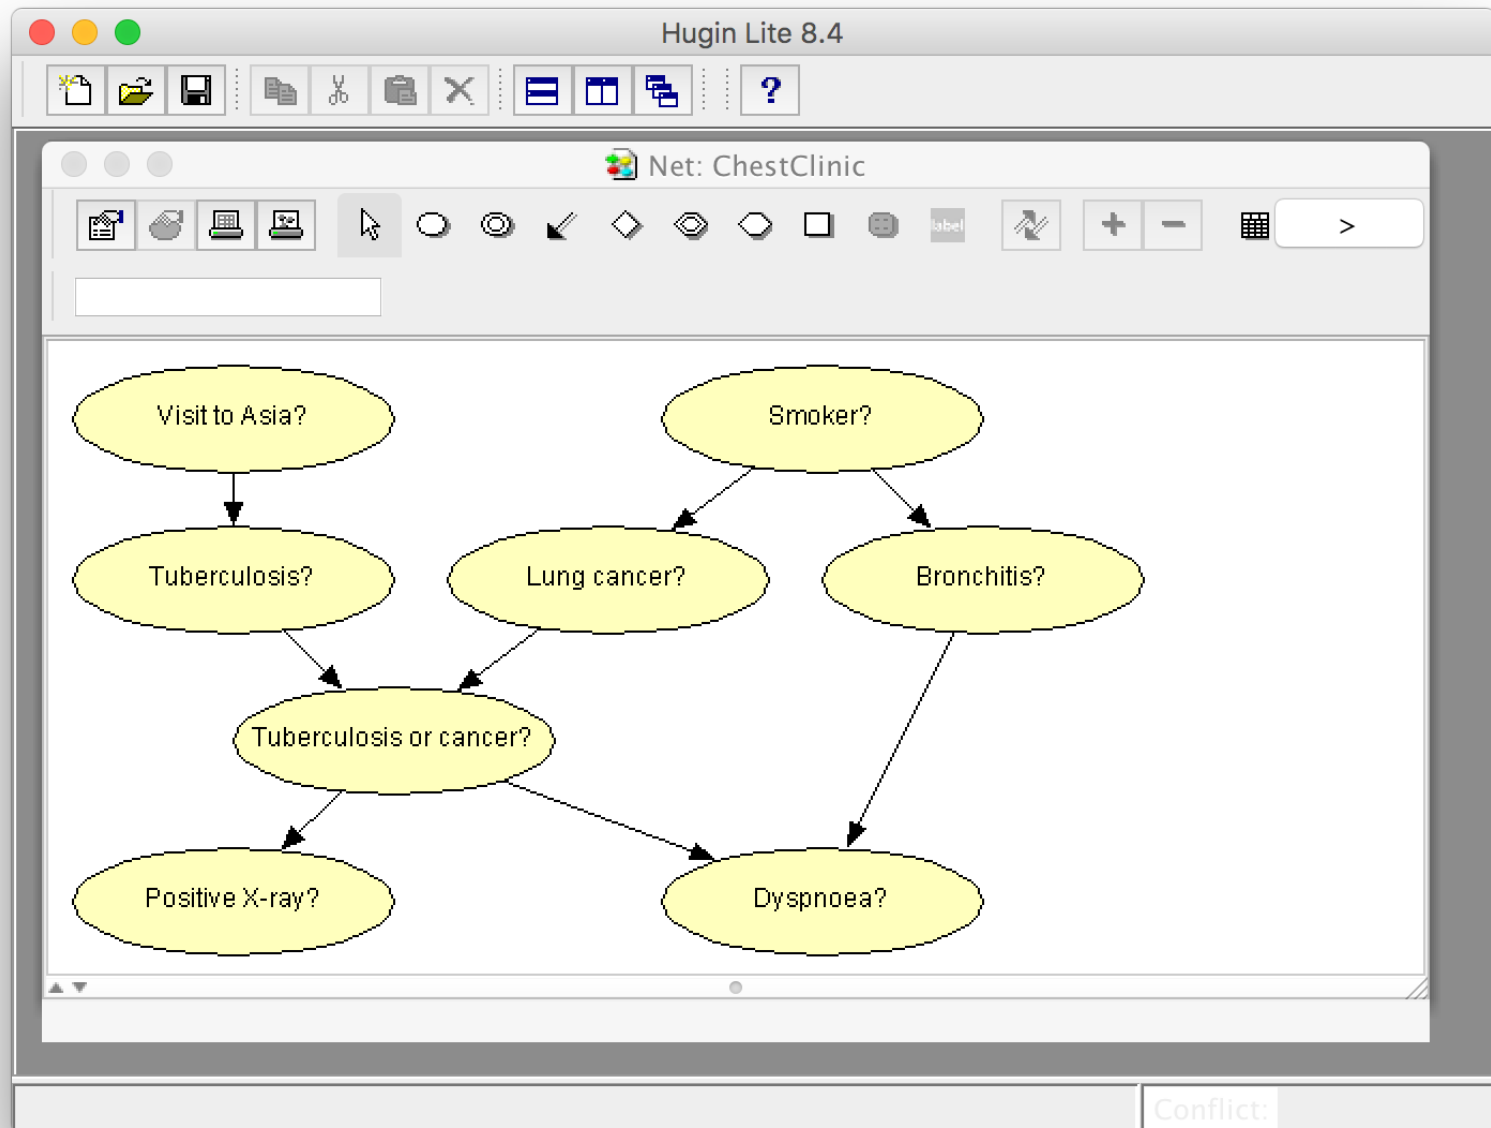 Hugin Lite 8.4
?
Net: ChestClinic
label
>
Visit to Asia?
Smoker?
Tuberculosis?
Lung cancer?
Bronchitis?
Tuberculosis or cancer?
Positive X-ray?
Dyspnoea?
Conflict: